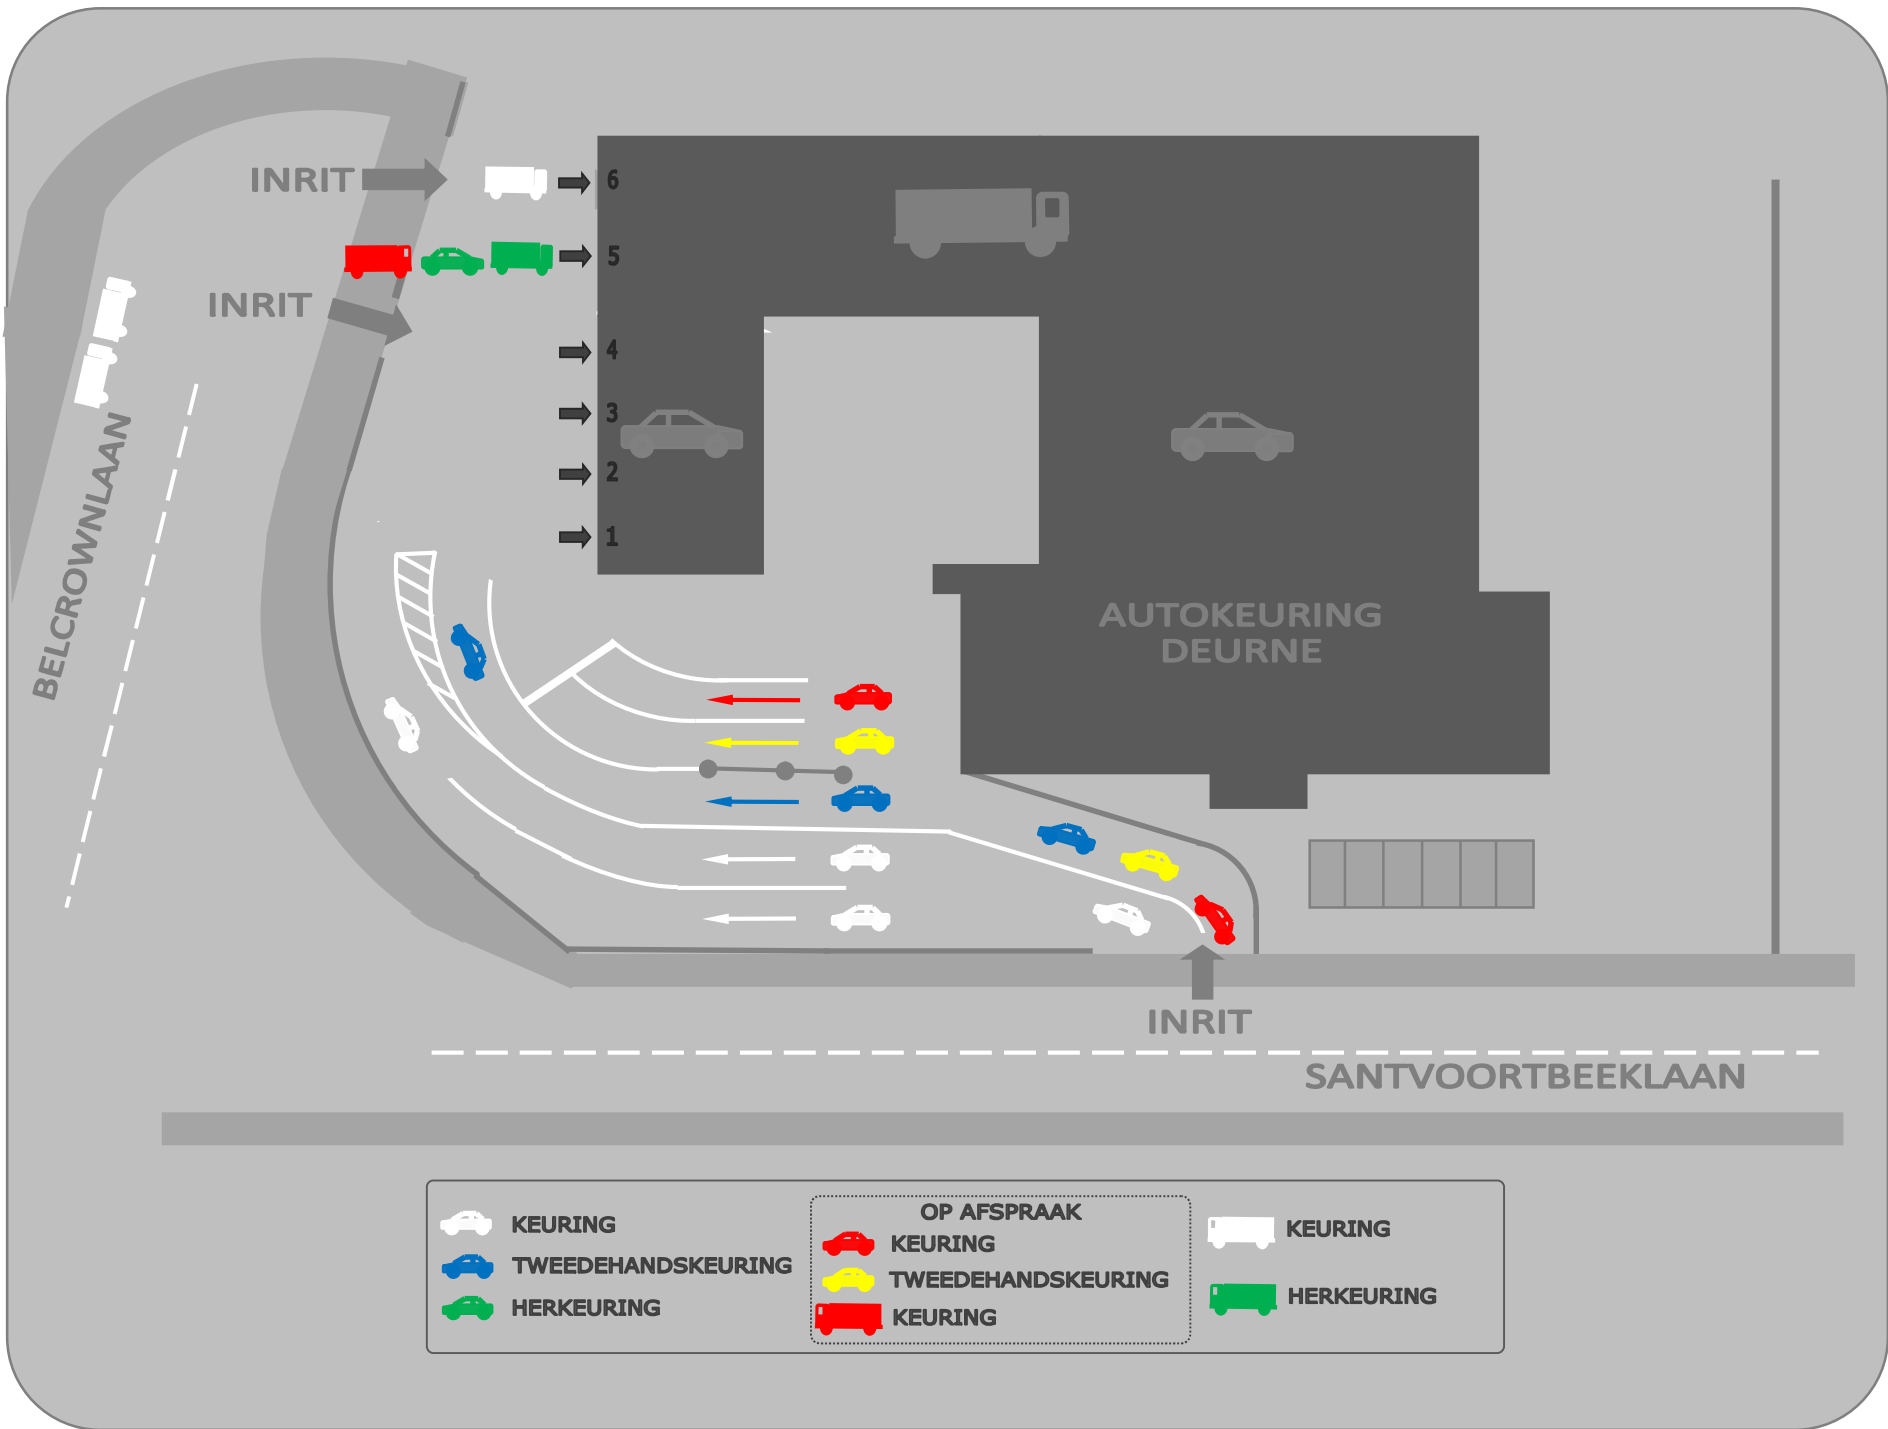 INRIT
6
5
INRIT
4
3
2
1
BELCROWNLAAN
AUTOKEURING
DEURNE
INRIT
SANTVOORTBEEKLAAN
KEURING
TWEEDEHANDSKEURING
HERKEURING
OP AFSPRAAK
KEURING
TWEEDEHANDSKEURING
KEURING
KEURING
HERKEURING